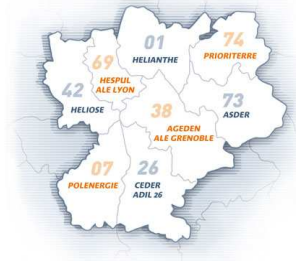 01
HELIANTHE
74
PRIORITERRE
69
HESPUL
ALE LYON
42
HELIOSE
38
AGEDEN
ALE GRENOBLE
73
ASDER
07
POLENERGIE
26
CEDER
ADIL 26